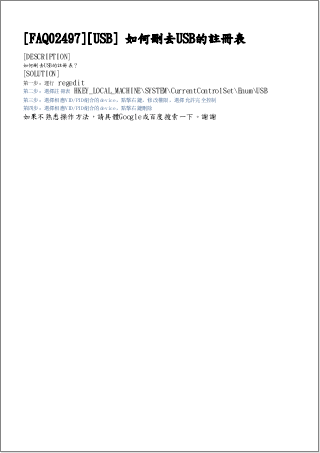 [FAQ02497][USB] 如何刪去USB的註冊表
[DESCRIPTION]
如何刪去USB的註冊表？
[SOLUTION]
第一步：運行 regedit
第二步：選擇註冊表 HKEY_LOCAL_MACHINE\SYSTEM\CurrentControlSet\Enum\USB
第三步：選擇相應VID/PID組合的device，點擊右鍵，修改權限，選擇允許完全控制
第四步：選擇相應VID/PID組合的device，點擊右鍵刪除
如果不熟悉操作方法，請具體Google或百度搜索一下，謝謝